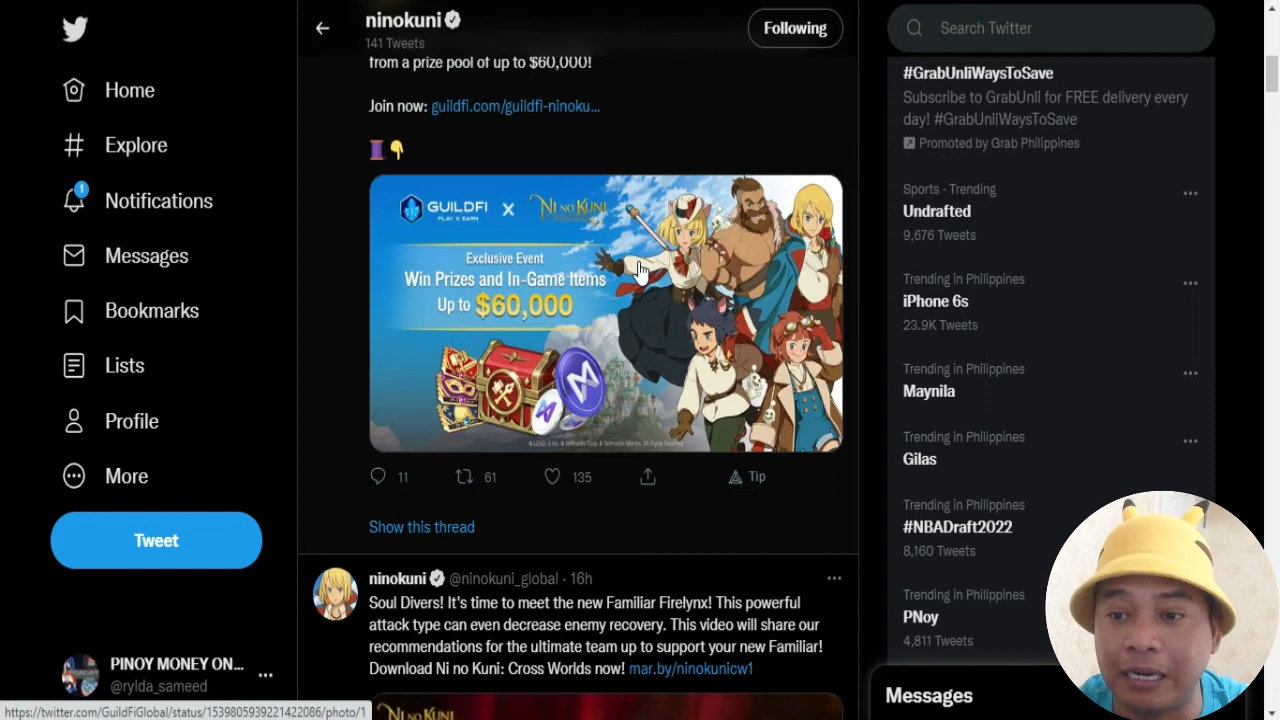 Home
Explore
1
Notifications
Messages
Bookmarks
Lists
Profile
More
Tweet
PINOY MONEY ON...
@rylda_sameed
ninokuni
141 Tweets
Following
from a prize pool of up to $60,000!
Join now: guildfi.com/guildfi-ninoku...
GUILDFI
PLAY X EARN
X
NI NO KUNI
Exclusive Event
Win Prizes and In-Game Items
Up to $60,000
11
61
135
Tip
Show this thread
ninokuni @ninokuni_global · 16h
Soul Divers! It's time to meet the new Familiar Firelynx! This powerful
attack type can even decrease enemy recovery. This video will share our
recommendations for the ultimate team up to support your new Familiar!
Download Ni no Kuni: Cross Worlds now! mar.by/ninokunicw1
NI NO KUNI
Search Twitter
#GrabUnliWaysToSave
Subscribe to GrabUnli for FREE delivery every
day! #GrabUnliWaysToSave
Promoted by Grab Philippines
Sports · Trending
Undrafted
9,676 Tweets
Trending in Philippines
iPhone 6s
23.9K Tweets
Trending in Philippines
Maynila
Trending in Philippines
Gilas
Trending in Philippines
#NBADraft2022
8,160 Tweets
Trending in Philippines
PNoy
4,811 Tweets
Messages
https://twitter.com/GuildFiGlobal/status/1539805939221422086/photo/1